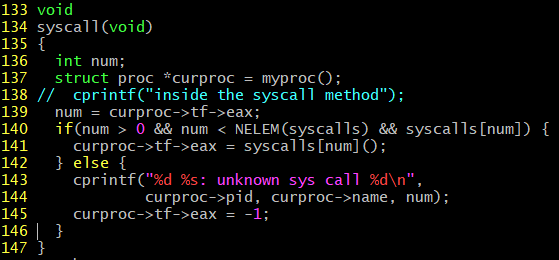 133 void
134 syscall(void)
135 {
136   int num;
137   struct proc *curproc = myproc();
138 //  cprintf("inside the syscall method");
139   num = curproc->tf->eax;
140   if(num > 0 && num < NELEM(syscalls) && syscalls[num]) {
141     curproc->tf->eax = syscalls[num]();
142   } else {
143     cprintf("%d %s: unknown sys call %d\n",
144             curproc->pid, curproc->name, num);
145     curproc->tf->eax = -1;
146   }
147 }